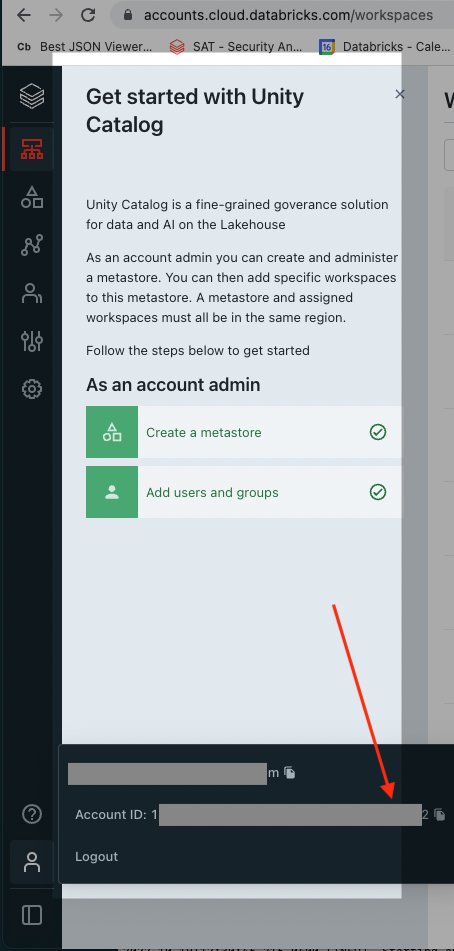 accounts.cloud.databricks.com/workspaces
Cb Best JSON Viewer... SAT - Security An... 16 Databricks - Cale...
Get started with Unity
Catalog
Unity Catalog is a fine-grained goverance solution
for data and AI on the Lakehouse
As an account admin you can create and administer
a metastore. You can then add specific workspaces
to this metastore. A metastore and assigned
workspaces must all be in the same region.
Follow the steps below to get started
As an account admin
Create a metastore
Add users and groups
m
Account ID: 1 2
Logout